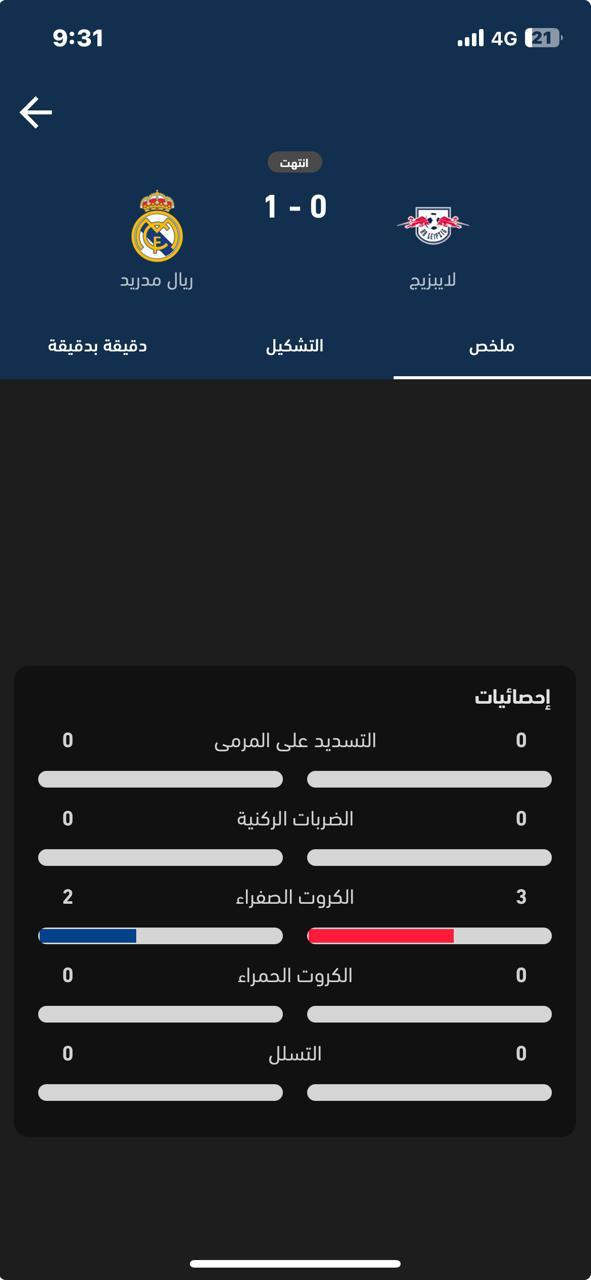 9:31
4G 21
انتهت
1 - 0
لايبزيج
ريال مدريد
ملخص
التشكيل
دقيقة بدقيقة
إحصائيات
0 التسديد على المرمى 0
0 الضربات الركنية 0
3 الكروت الصفراء 2
0 الكروت الحمراء 0
0 التسلل 0